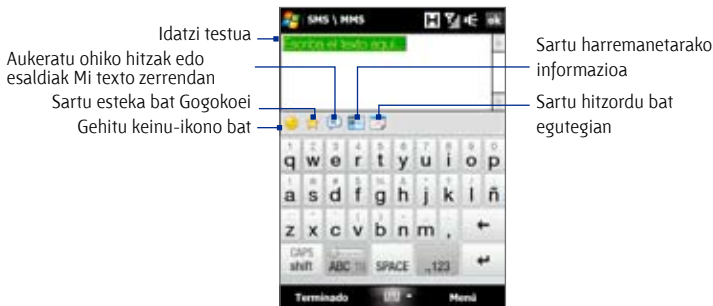 SMS \ MMS
ok
Idatzi testua
Escriba el texto aquí...
Aukeratu ohiko hitzak edo
esaldiak Mi texto zerrendan
Sartu esteka bat Gogokoei
Gehitu keinu-ikono bat
Sartu harremanetarako
informazioa
Sartu hitzordu bat
egutegian
q w e r t y u i o p
a s d f g h j k l ñ
z x c v b n m ,
CAPS
shift ABC SPACE .,123
Terminado Menú